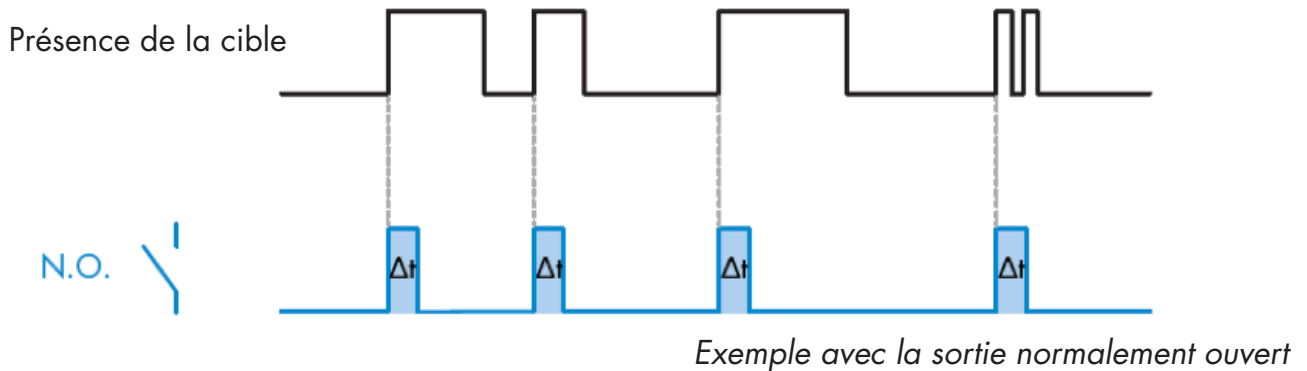 Présence de la cible
N.O.
Δt Δt Δt Δt
Exemple avec la sortie normalement ouvert